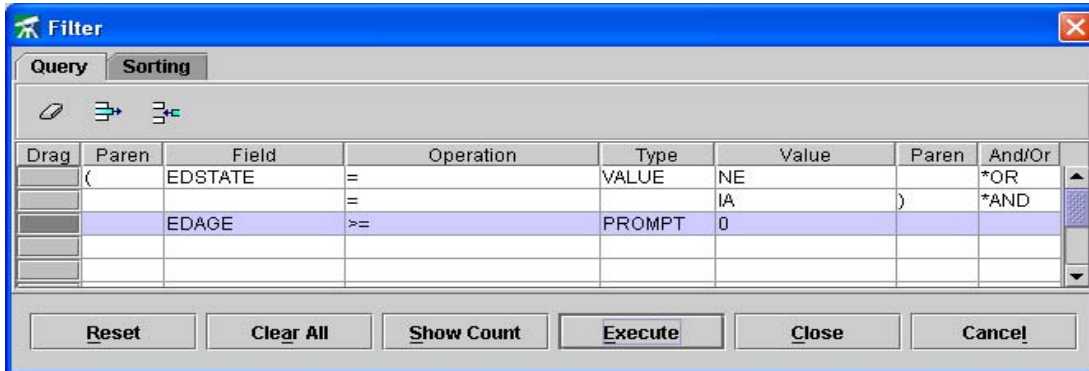 Filter
Query Sorting
Drag Paren Field Operation Type Value Paren And/Or
( EDSTATE = VALUE NE *OR
= IA ) *AND
EDAGE >= PROMPT 0
Reset Clear All Show Count Execute Close Cancel